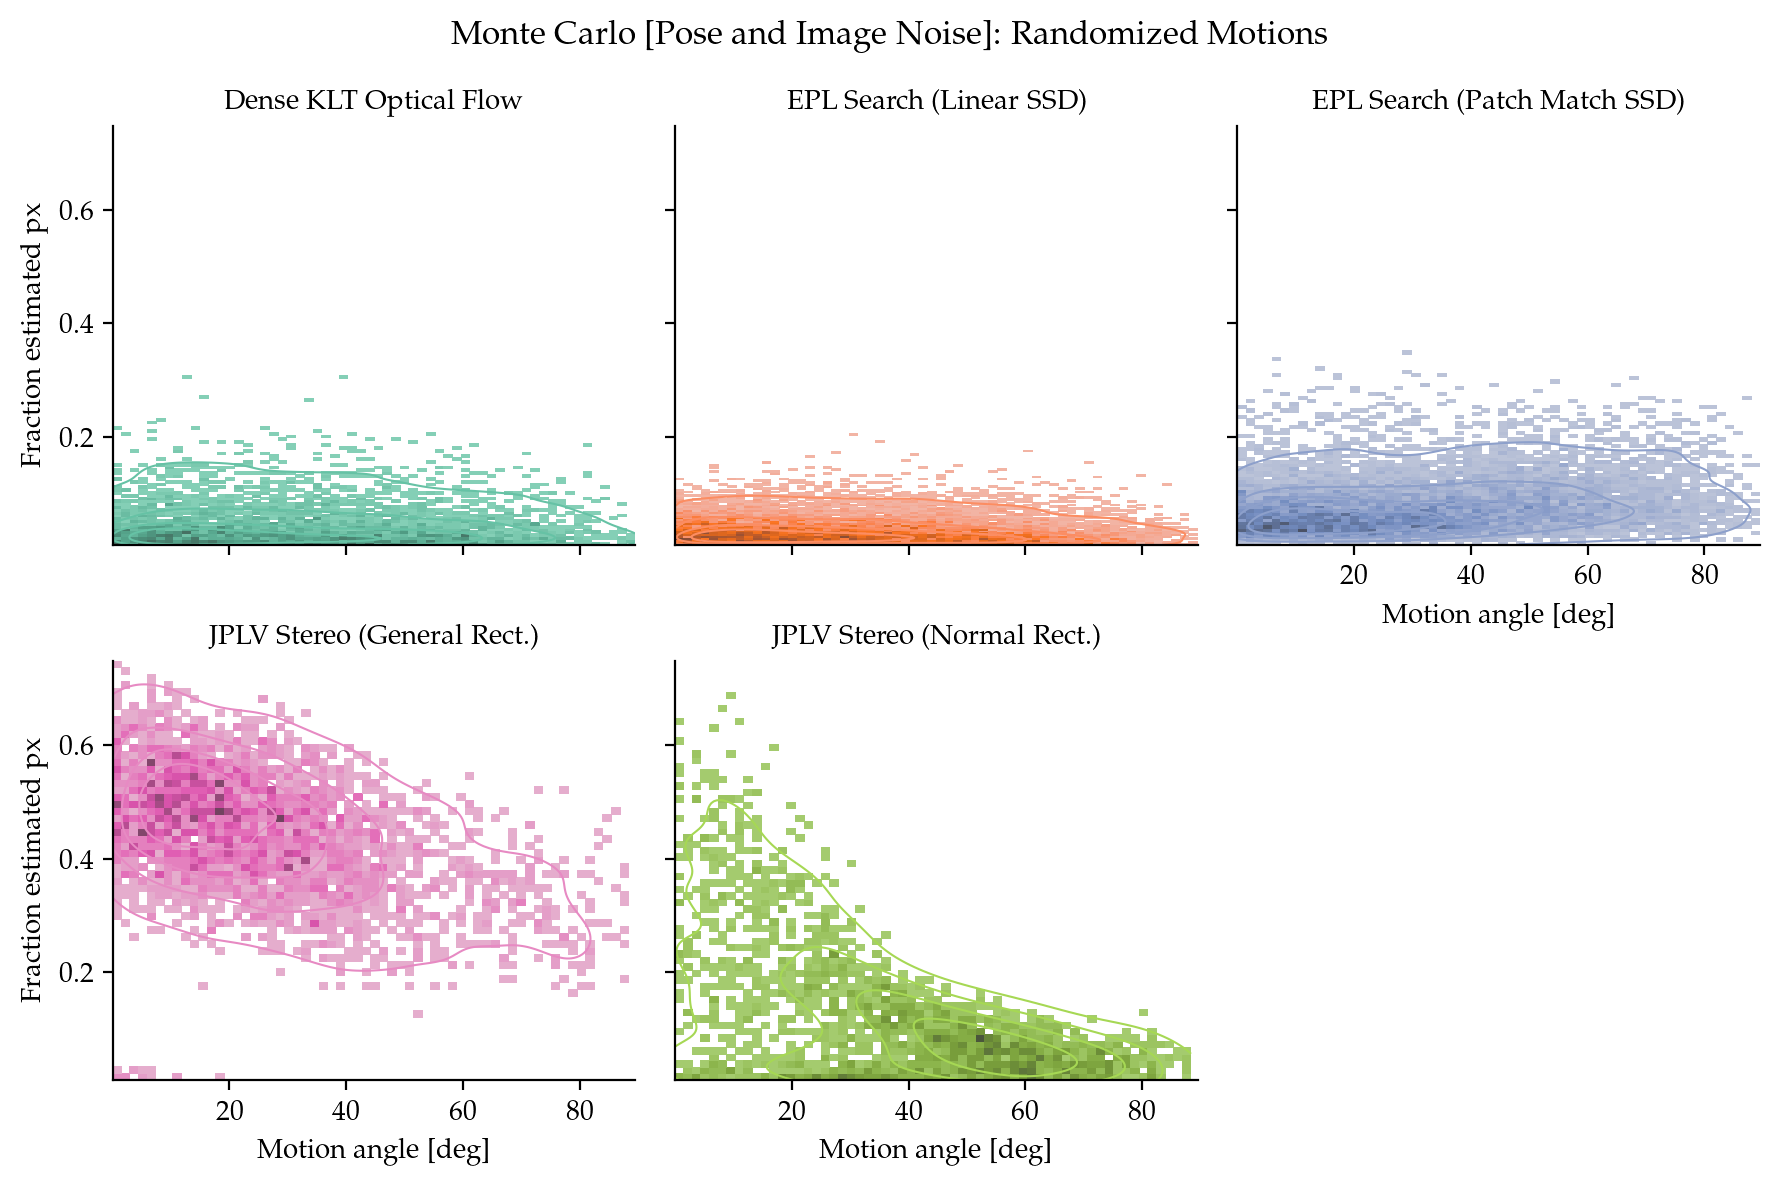 Monte Carlo [Pose and Image Noise]: Randomized Motions
Dense KLT Optical Flow
EPL Search (Linear SSD)
EPL Search (Patch Match SSD)
Fraction estimated px
0.6
0.4
0.2
20 40 60 80
Motion angle [deg]
JPLV Stereo (General Rect.)
JPLV Stereo (Normal Rect.)
Fraction estimated px
0.6
0.4
0.2
20 40 60 80
20 40 60 80
Motion angle [deg]
Motion angle [deg]